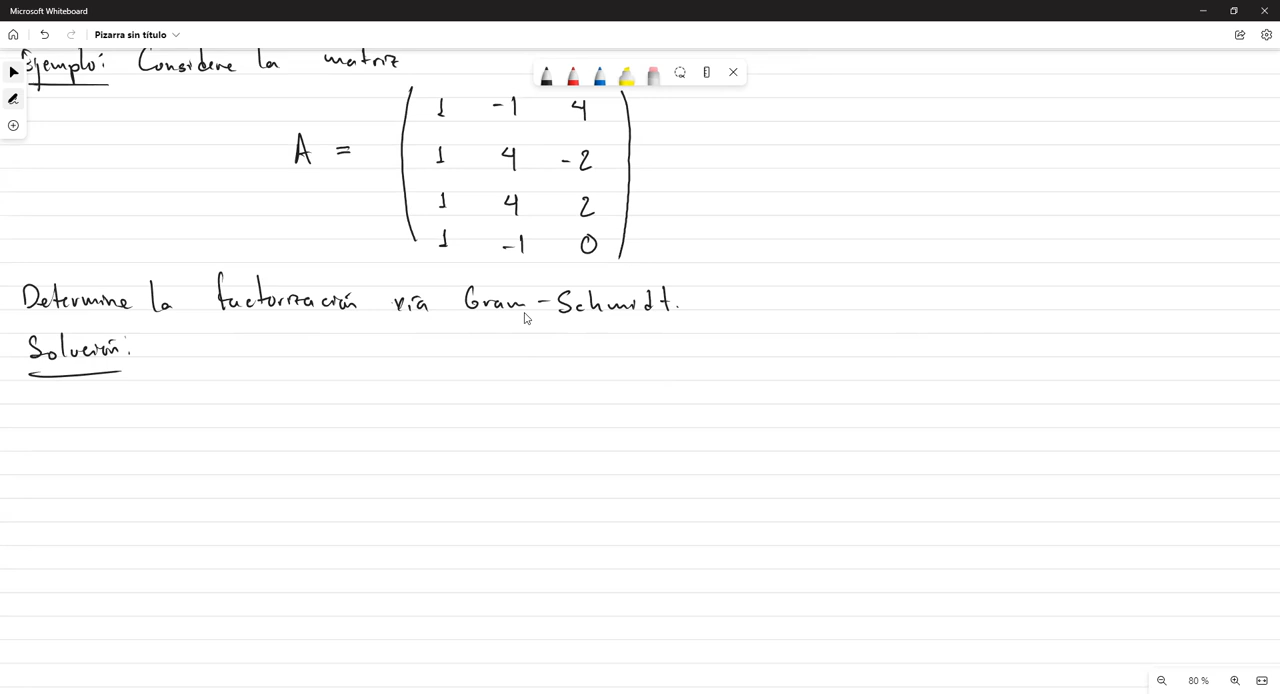 Microsoft Whiteboard
Pizarra sin título
Ejemplo: Considere la matriz
A =
1 -1 4
1 4 -2
1 4 2
1 -1 0
Determine la factorización vía Gram-Schmidt.
Solución:
80 %